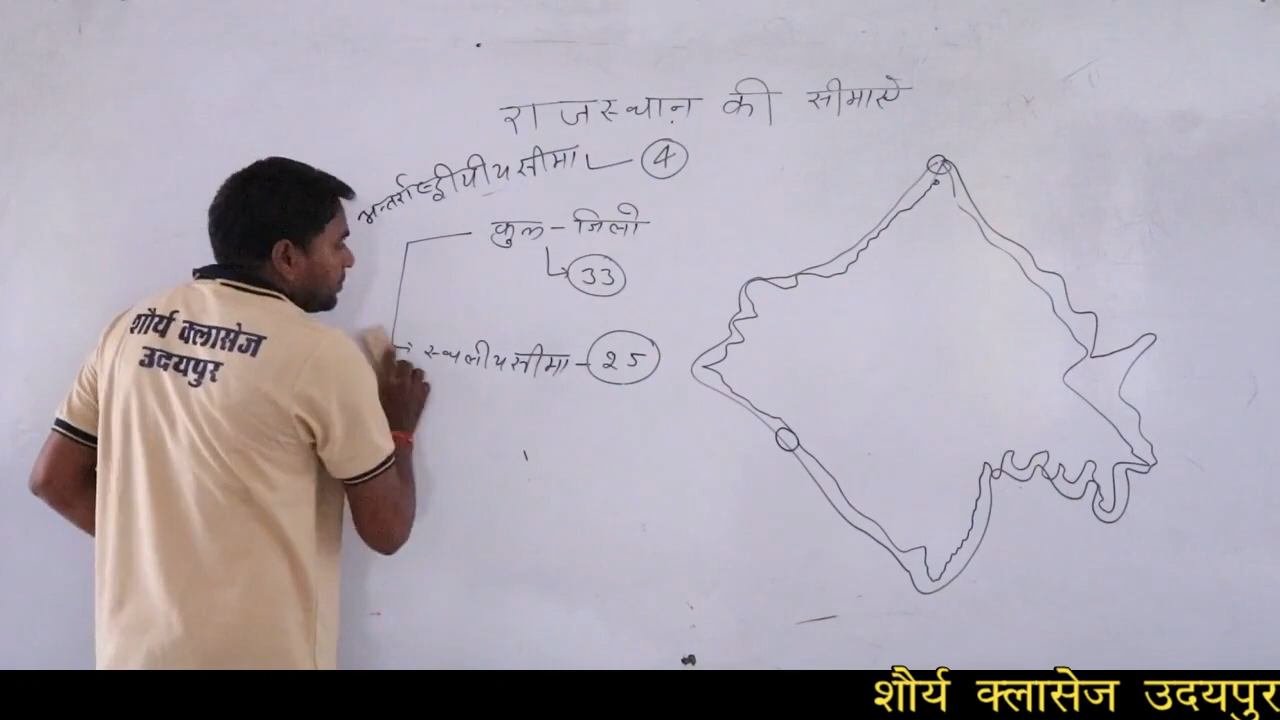 राजस्थान की सीमाऐ
अन्तर्राष्ट्रीयीय सीमा 4
कुल - जिलो
33
स्थलीय सीमा - 25
शौर्य क्लासेज
उदयपुर
शौर्य क्लासेज उदयपुर